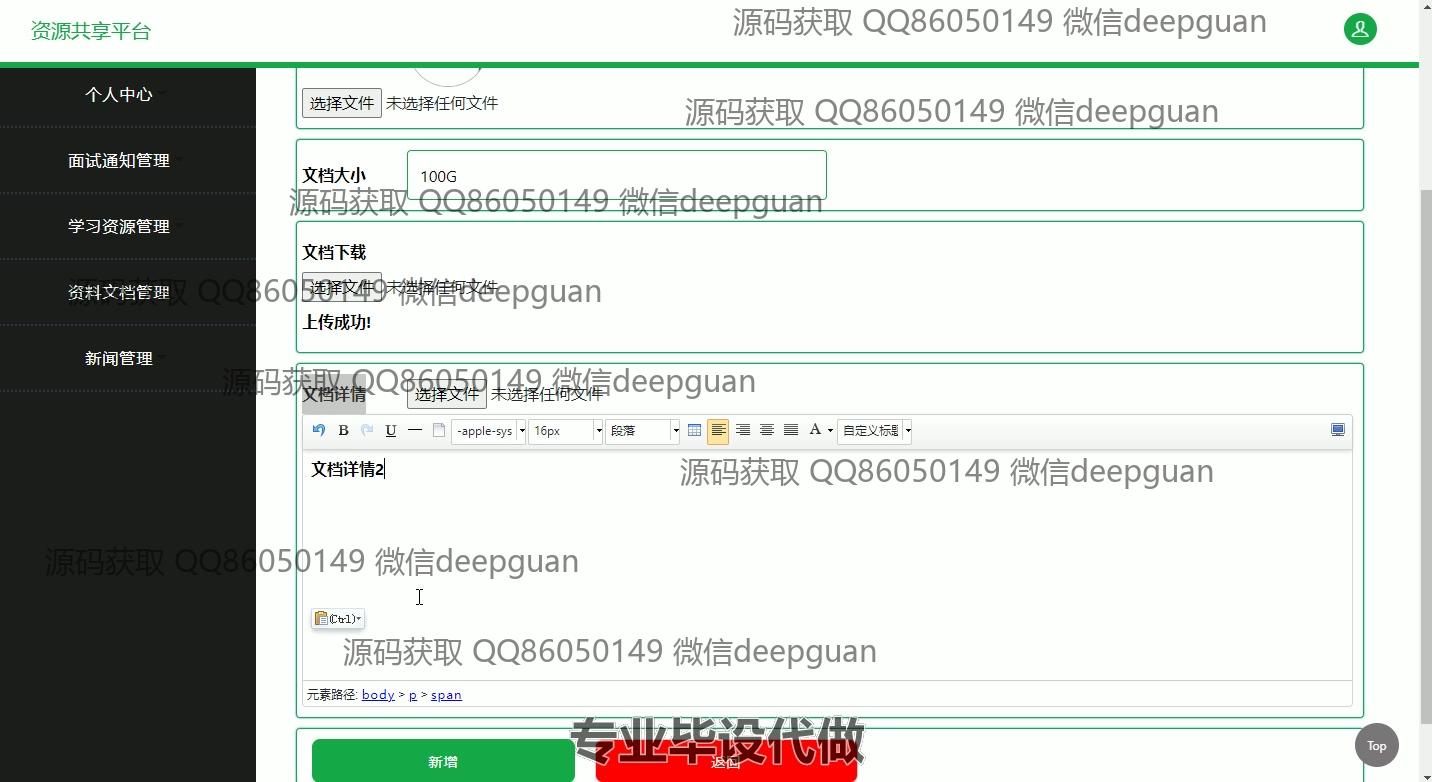 资源共享平台
源码获取 QQ86050149 微信deepguan
个人中心
选择文件 未选择任何文件
源码获取 QQ86050149 微信deepguan
面试通知管理
文档大小
100G
源码获取 QQ86050149 微信deepguan
学习资源管理
文档下载
选择文件 未选择任何文件
资料文档管理
源码获取 QQ86050149 微信deepguan
上传成功!
新闻管理
源码获取 QQ86050149 微信deepguan
文档详情
选择文件 未选择任何文件
B U -apple-sys 16px 段落 A 自定义标题
文档详情2
源码获取 QQ86050149 微信deepguan
源码获取 QQ86050149 微信deepguan
(Ctrl)
源码获取 QQ86050149 微信deepguan
元素路径: body > p > span
专业毕设代做
新增
返回
Top